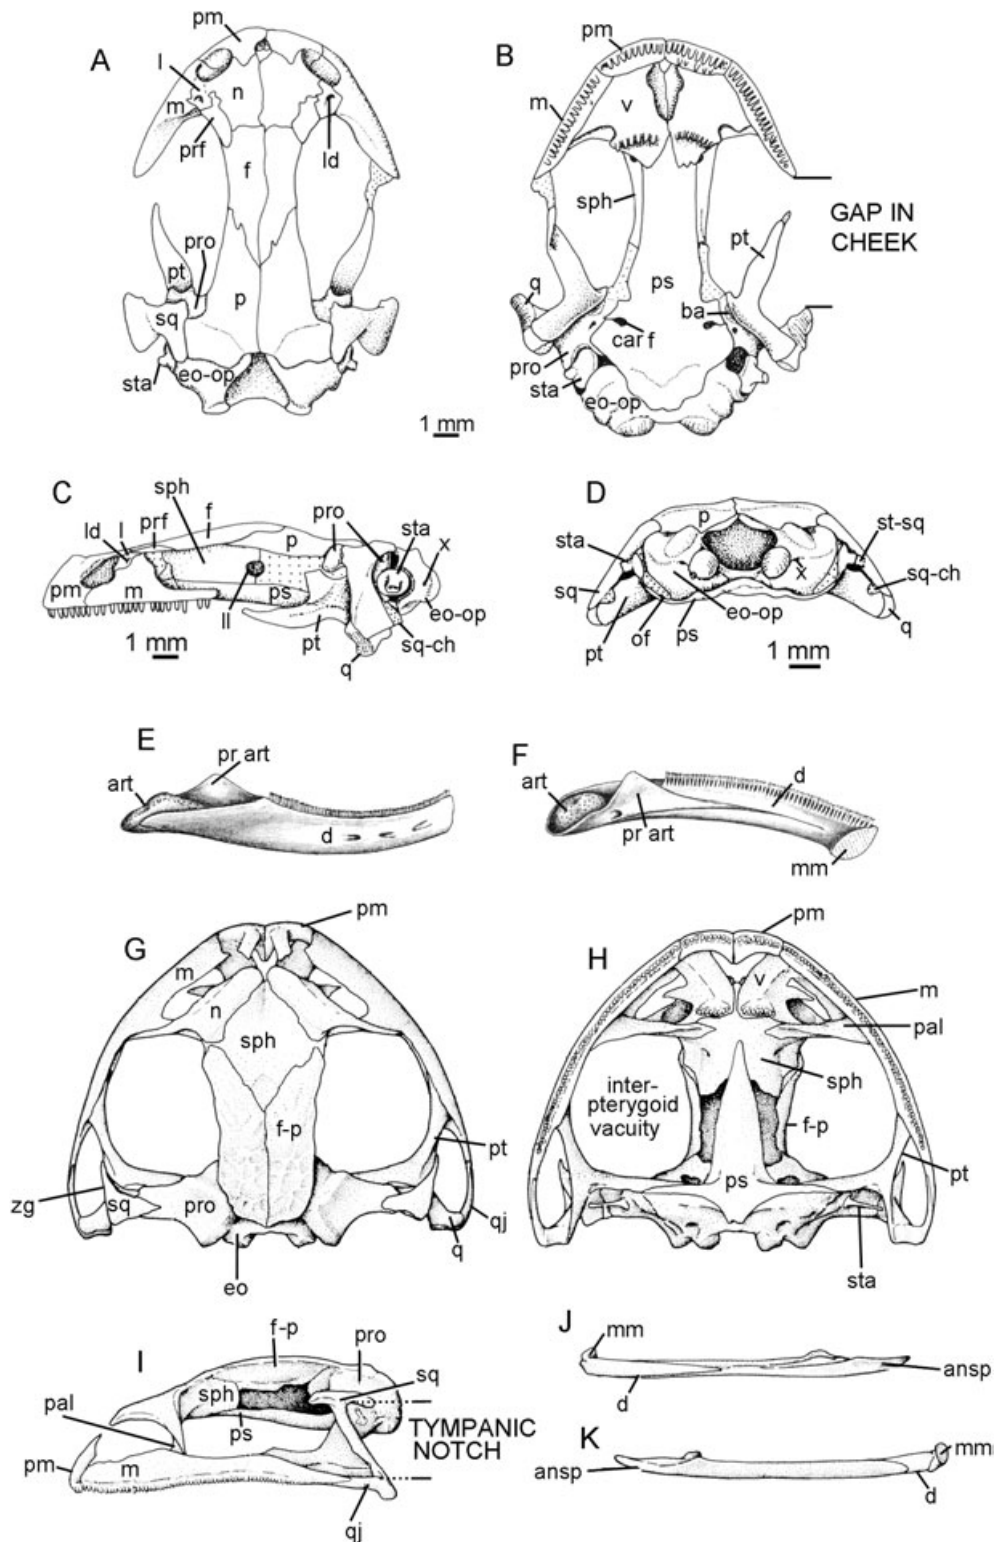 A
pm
l
m
n
prf
ld
f
pro
pt
p
sq
sta
eo-op
1 mm
B
pm
m
v
sph
GAP IN
CHEEK
pt
q
ps
ba
car f
pro
sta
eo-op
1 mm
C
sph
ld
l
prf
f
p
pro
sta
x
pm
m
ps
eo-op
II
pt
sq-ch
q
1 mm
D
p
st-sq
sta
x
sq-ch
sq
eo-op
q
pt
of
ps
1 mm
E
pr art
art
d
F
art
d
pr art
mm
G
pm
m
n
sph
f-p
pt
zg
sq
pro
qj
q
eo
H
pm
v
m
pal
sph
inter-
pterygoid
vacuity
f-p
pt
ps
sta
I
f-p
pro
sph
sq
pal
ps
TYMPANIC
NOTCH
pm
m
qj
J
mm
ansp
d
K
mm
ansp
d